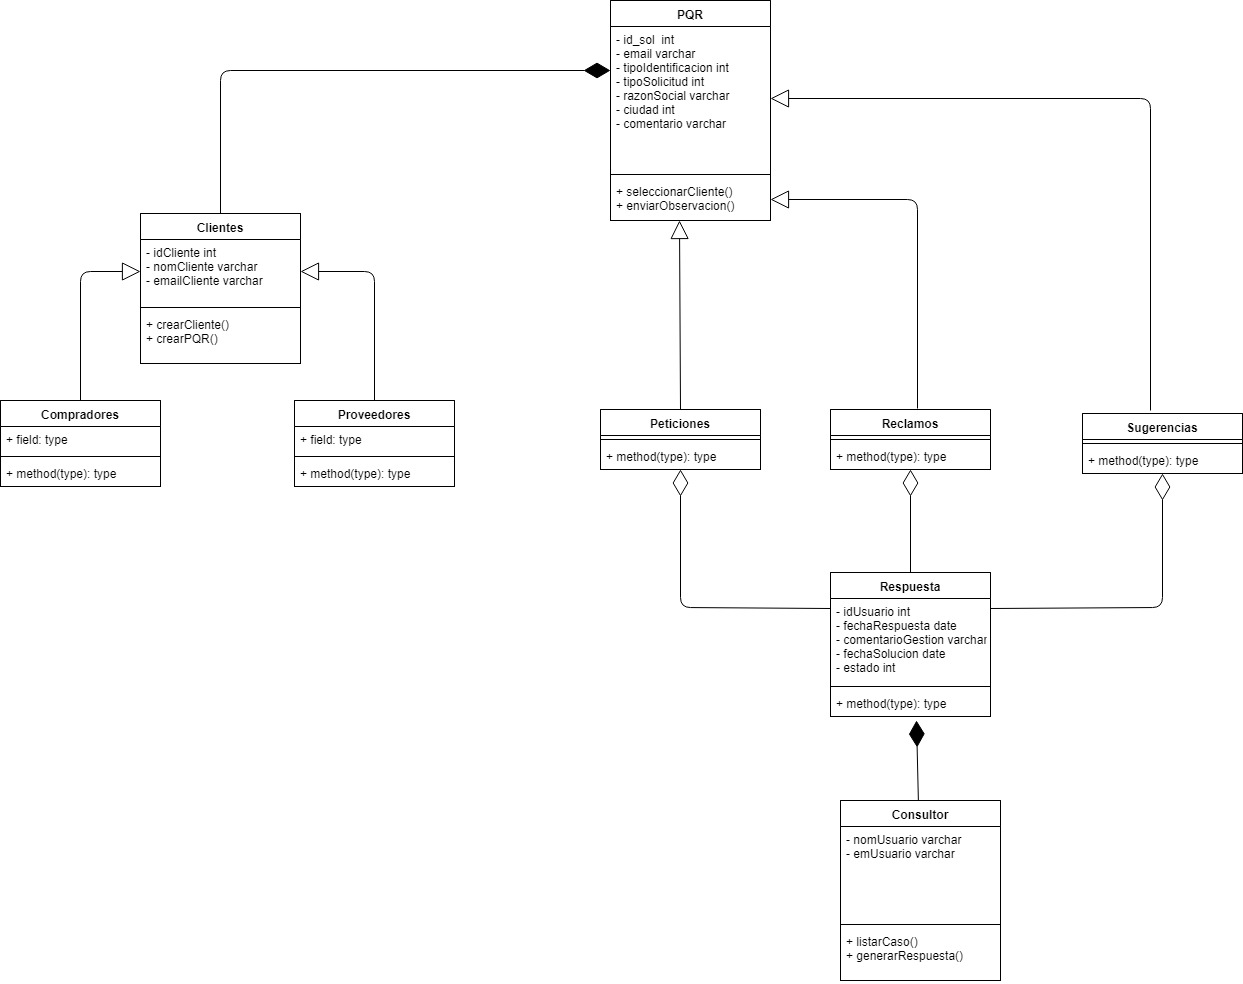 PQR
- id_sol  int
- email varchar
- tipoIdentificacion int
- tipoSolicitud int
- razonSocial varchar
- ciudad int
- comentario varchar
+ seleccionarCliente()
+ enviarObservacion()
Clientes
- idCliente int
- nomCliente varchar
- emailCliente varchar
+ crearCliente()
+ crearPQR()
Compradores
+ field: type
+ method(type): type
Proveedores
+ field: type
+ method(type): type
Peticiones
+ method(type): type
Reclamos
+ method(type): type
Sugerencias
+ method(type): type
Respuesta
- idUsuario int
- fechaRespuesta date
- comentarioGestion varchar
- fechaSolucion date
- estado int
+ method(type): type
Consultor
- nomUsuario varchar
- emUsuario varchar
+ listarCaso()
+ generarRespuesta()